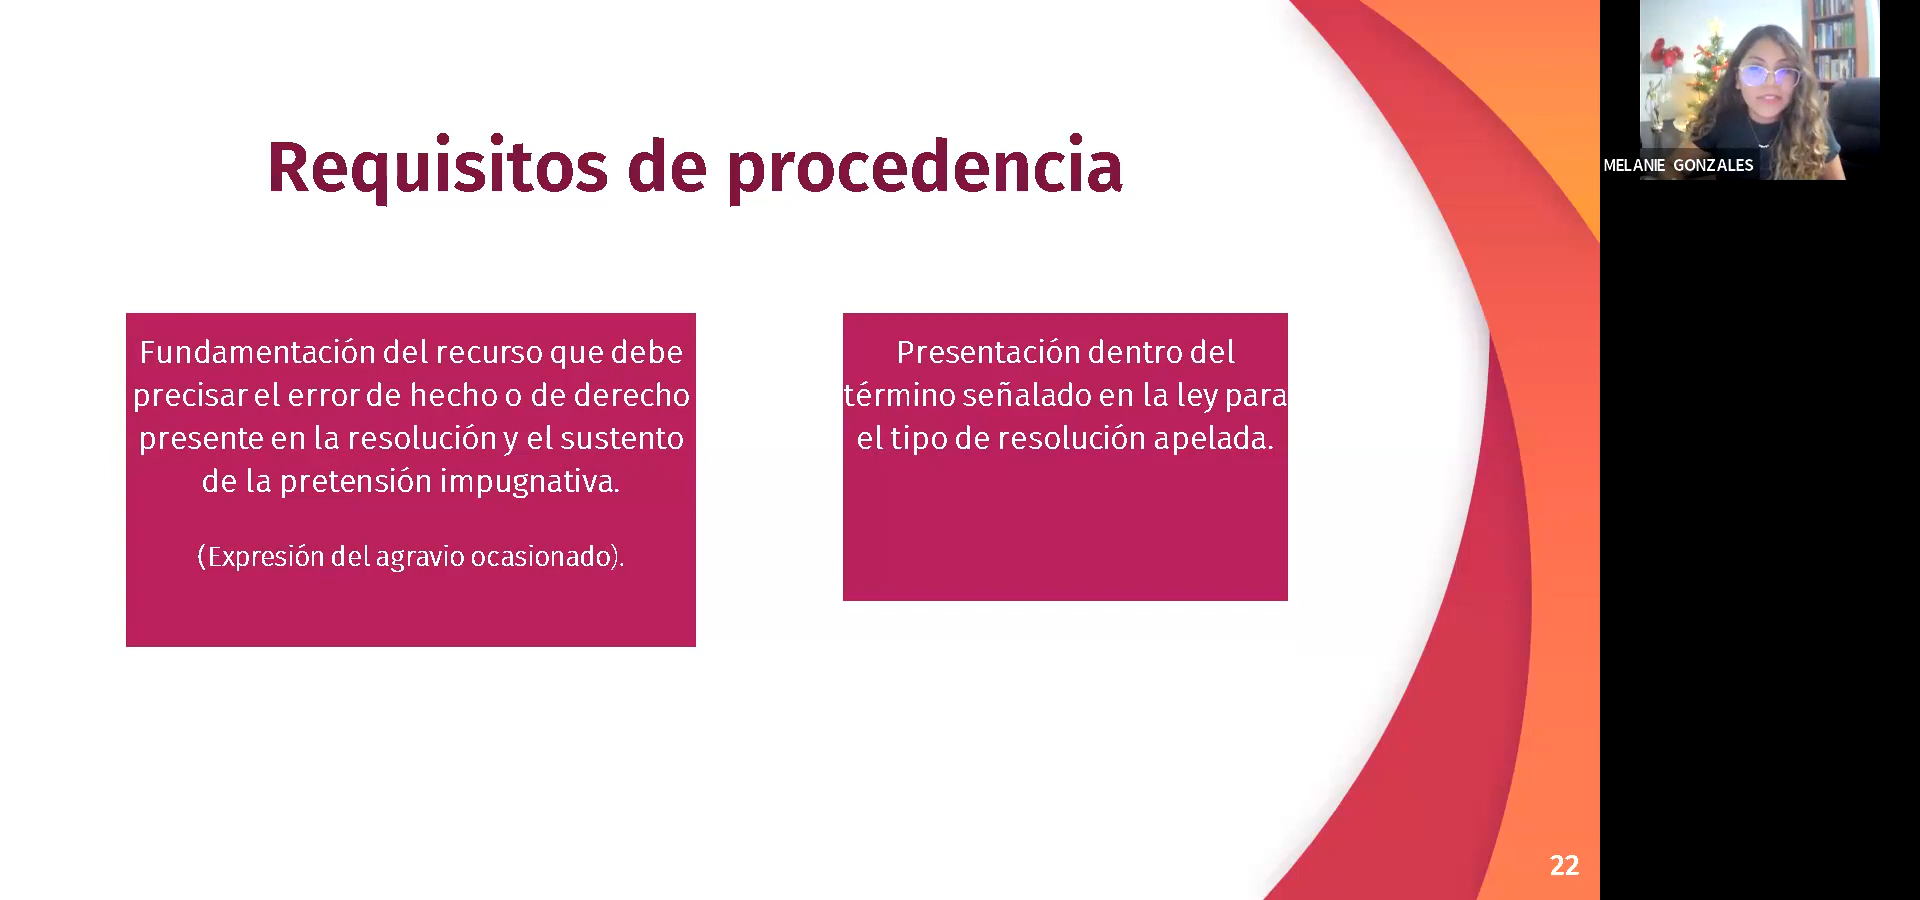 Requisitos de procedencia
Fundamentación del recurso que debe
precisar el error de hecho o de derecho
presente en la resolución y el sustento
de la pretensión impugnativa.
(Expresión del agravio ocasionado).
Presentación dentro del
término señalado en la ley para
el tipo de resolución apelada.
MELANIE GONZALES
22